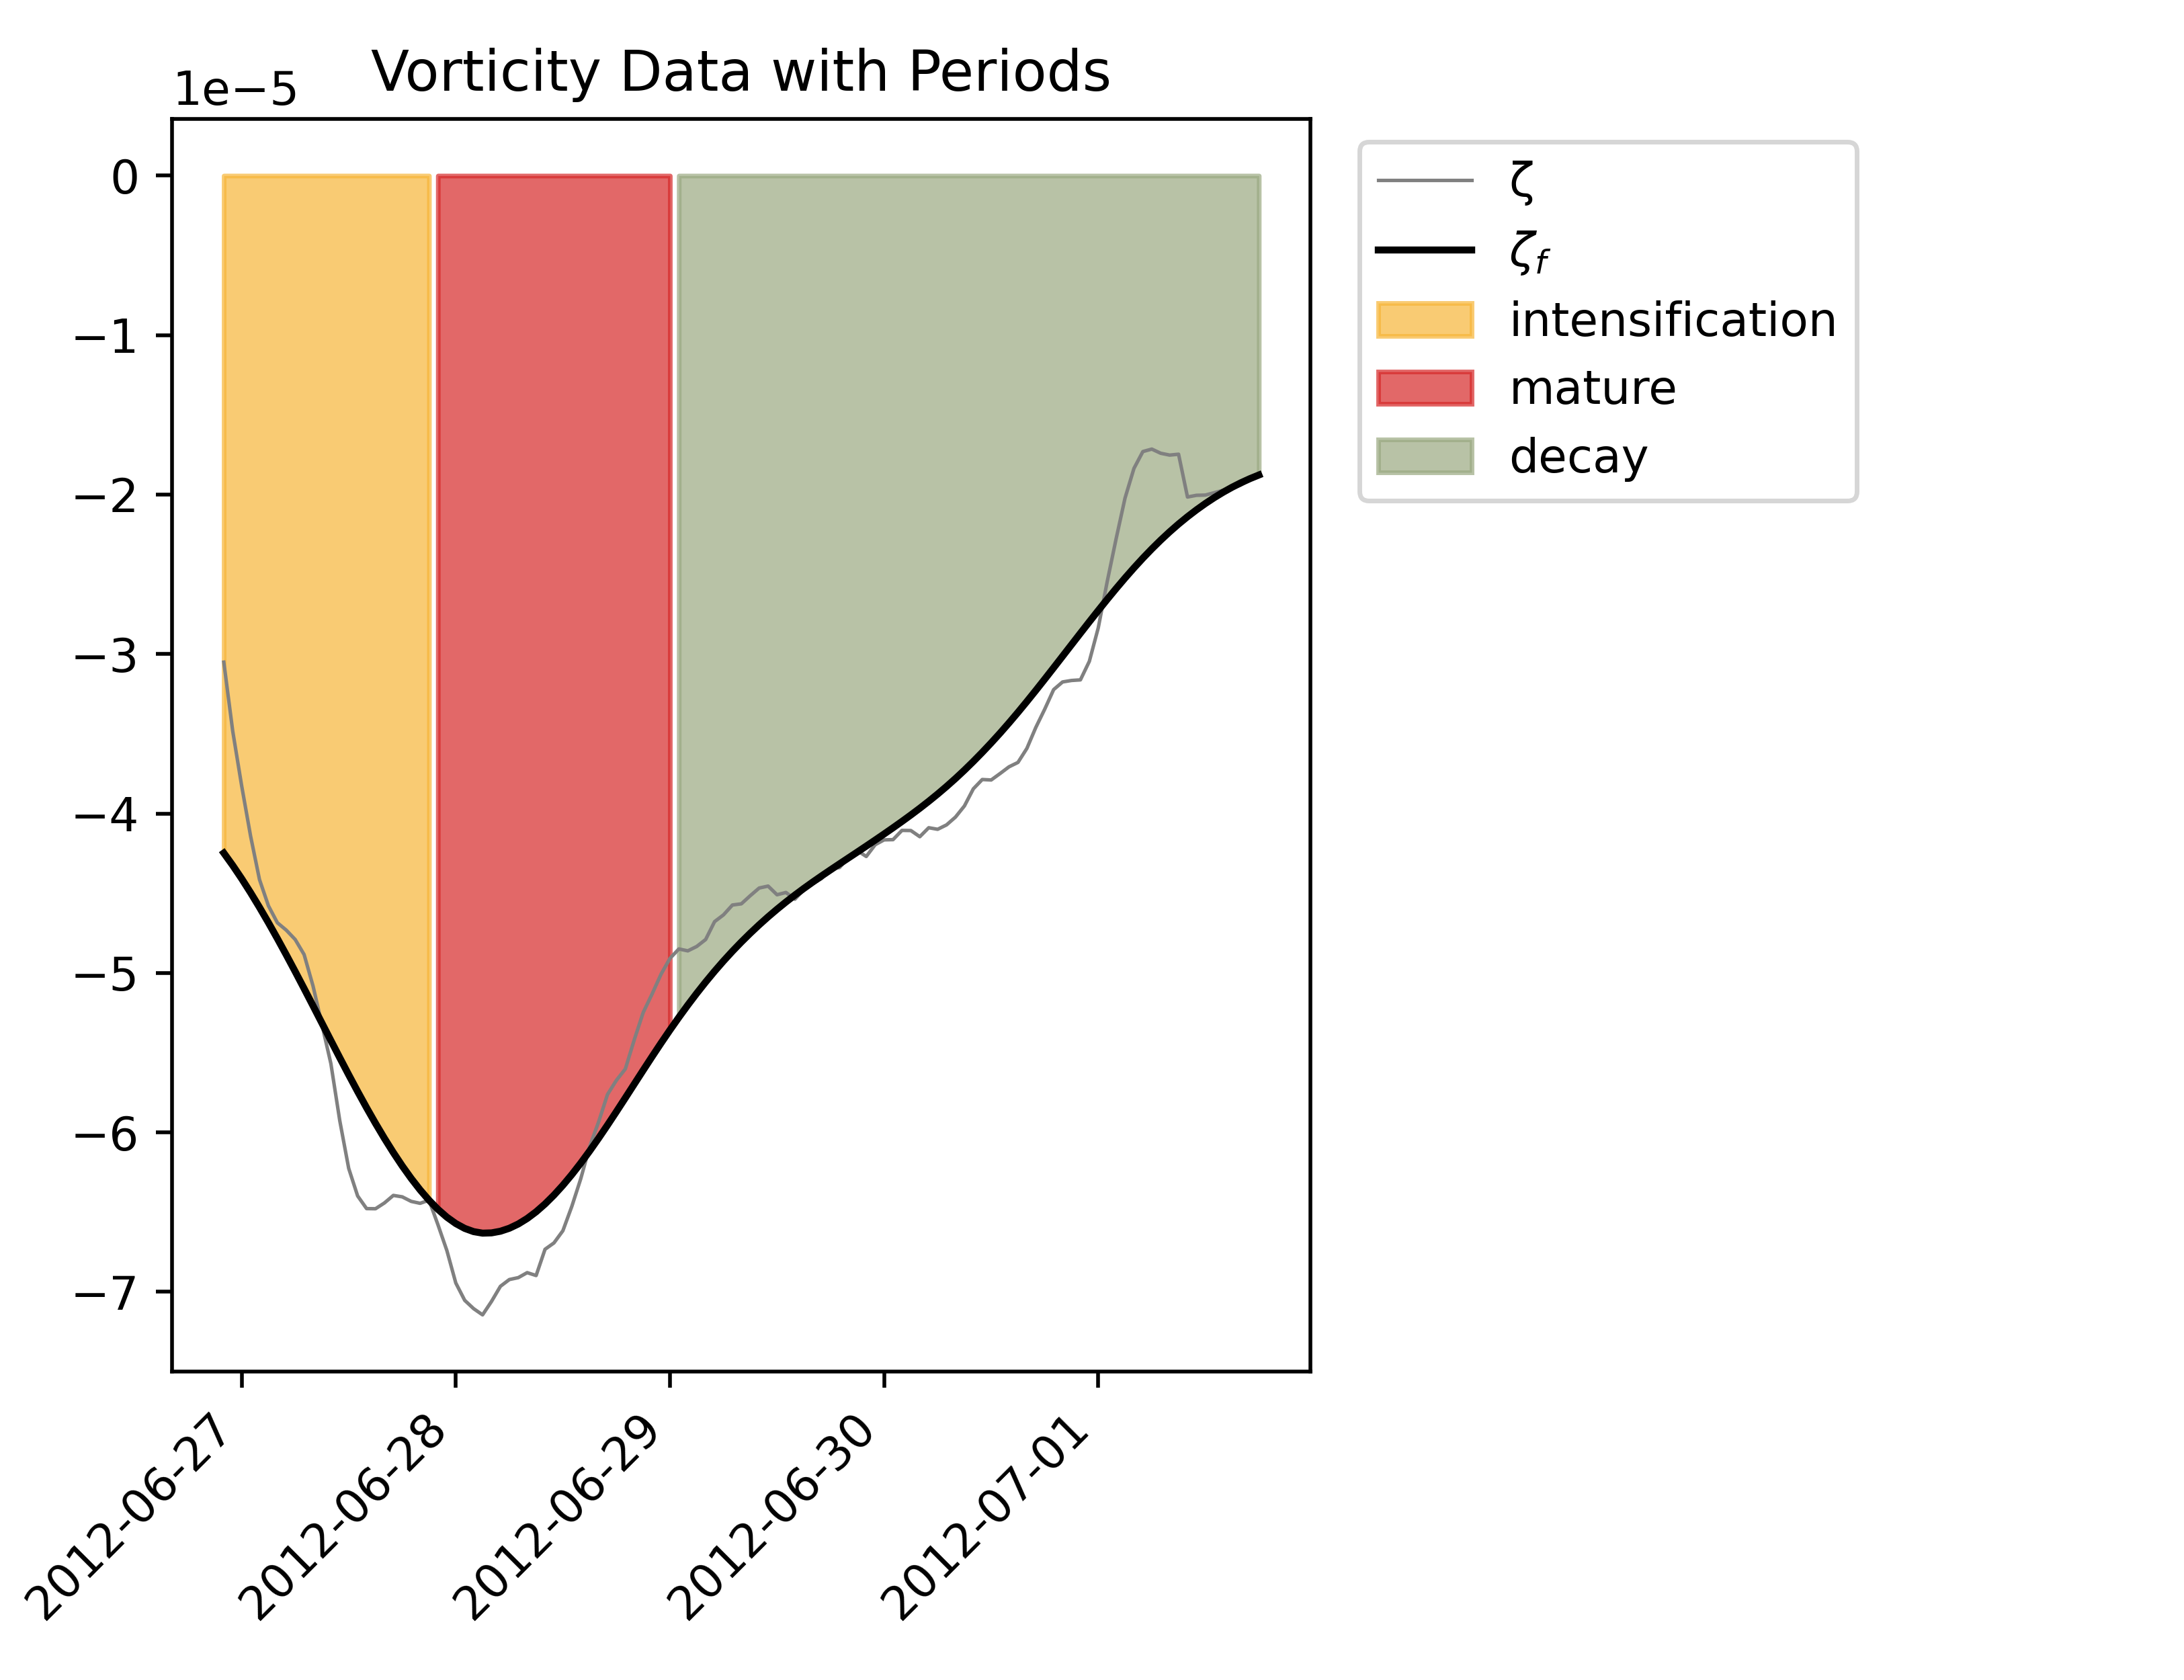 Vorticity Data with Periods
1e−5
0
−1
−2
−3
−4
−5
−6
−7
2012-06-27
2012-06-28
2012-06-29
2012-06-30
2012-07-01
ζ
ζf
intensification
mature
decay